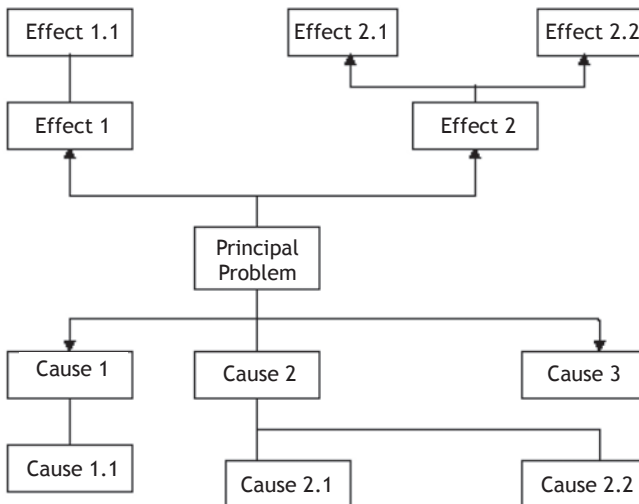 Effect 1.1
Effect 2.1
Effect 2.2
Effect 1
Effect 2
Principal
Problem
Cause 1
Cause 2
Cause 3
Cause 1.1
Cause 2.1
Cause 2.2